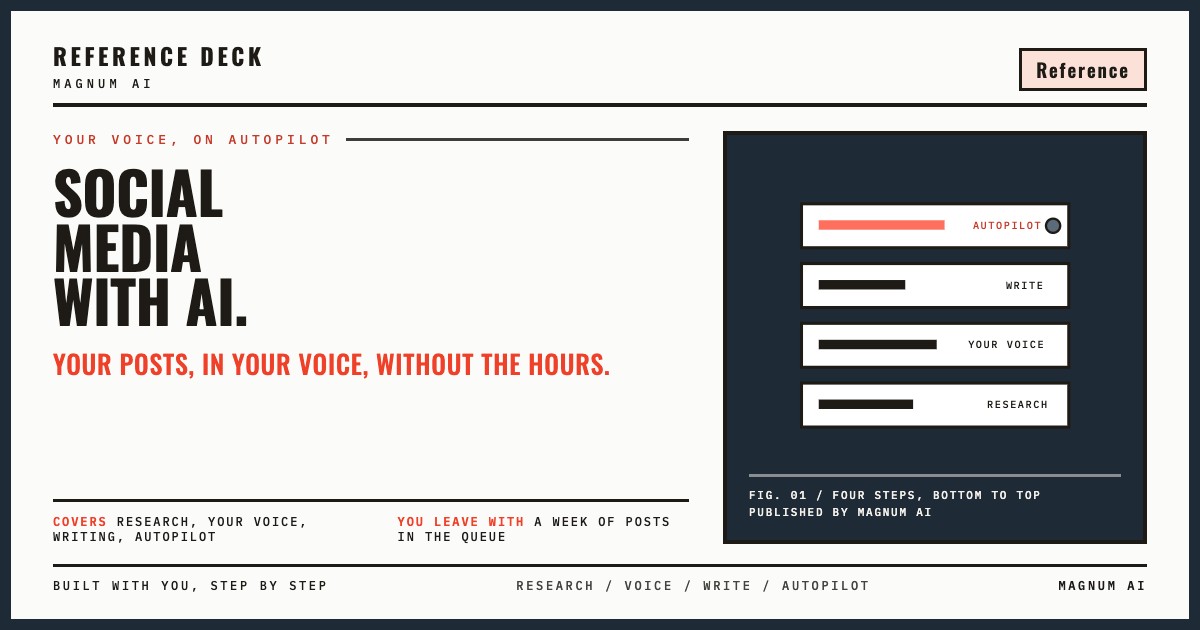 REFERENCE DECK
MAGNUM AI
Reference
YOUR VOICE, ON AUTOPILOT
SOCIAL
MEDIA
WITH AI.
YOUR POSTS, IN YOUR VOICE, WITHOUT THE HOURS.
COVERS RESEARCH, YOUR VOICE,
WRITING, AUTOPILOT
YOU LEAVE WITH A WEEK OF POSTS
IN THE QUEUE
AUTOPILOT
WRITE
YOUR VOICE
RESEARCH
FIG. 01 / FOUR STEPS, BOTTOM TO TOP
PUBLISHED BY MAGNUM AI
BUILT WITH YOU, STEP BY STEP
RESEARCH / VOICE / WRITE / AUTOPILOT
MAGNUM AI